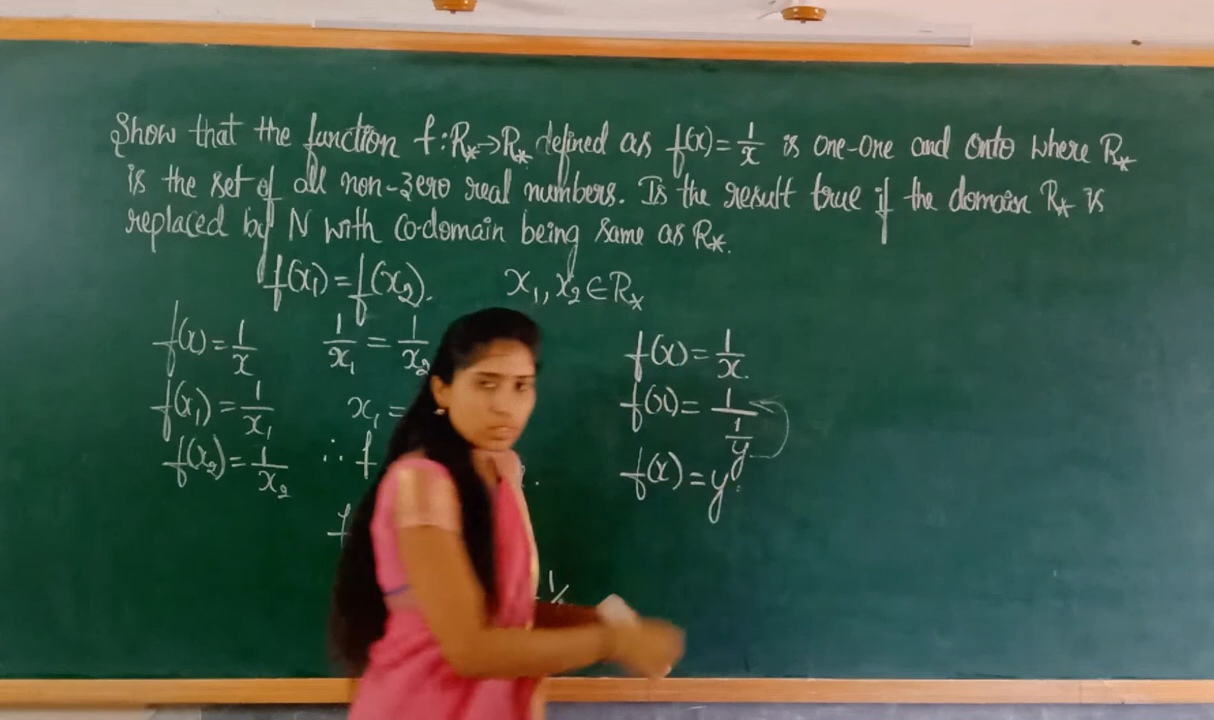 Show that the function f:R*→R* defined as f(x)=1/x is one-one and onto where R*
is the set of all non-zero real numbers. Is the result true if the domain R* is
replaced by N with co-domain being same as R*.
f(x₁)=f(x₂). x₁,x₂∈R*
f(x)=1/x
f(x₁)=1/x₁
f(x₂)=1/x₂
1/x₁=1/x₂
x₁=
∴ f
f(x)=1/x
f(x)=1/(1/y)
f(x)=y